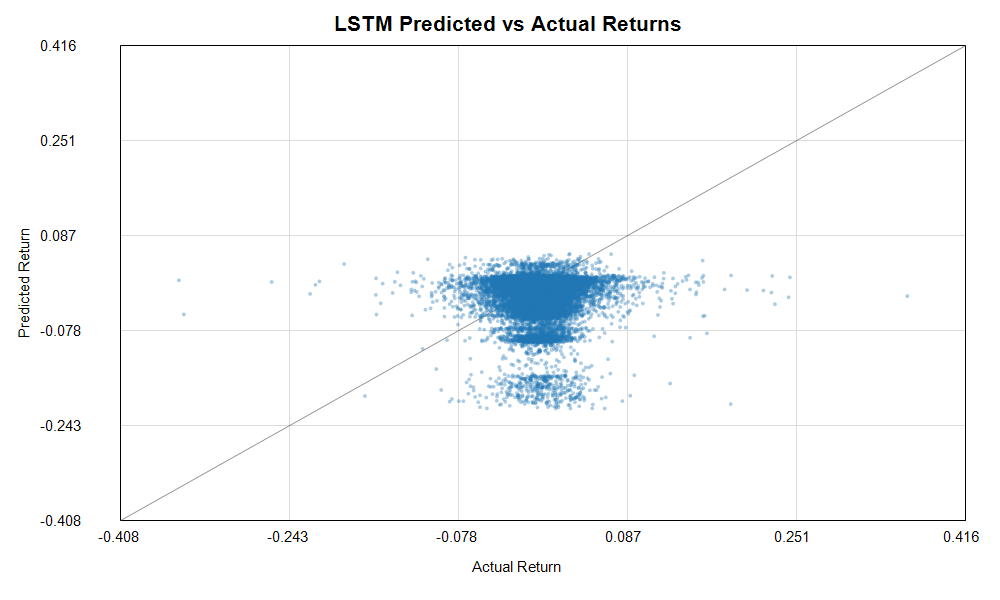 LSTM Predicted vs Actual Returns
0.416
0.251
0.087
-0.078
-0.243
-0.408
Predicted Return
-0.408 -0.243 -0.078 0.087 0.251 0.416
Actual Return